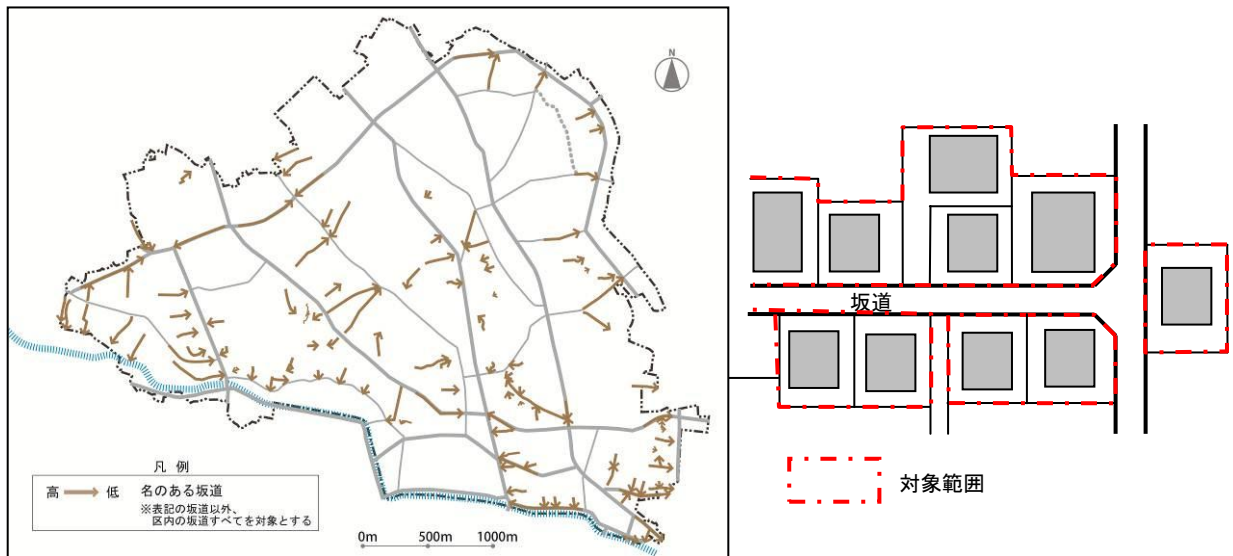 N
坂道
対象範囲
凡 例
高 低 名のある坂道
※表記の坂道以外、
区内の坂道すべてを対象とする
0m 500m 1000m